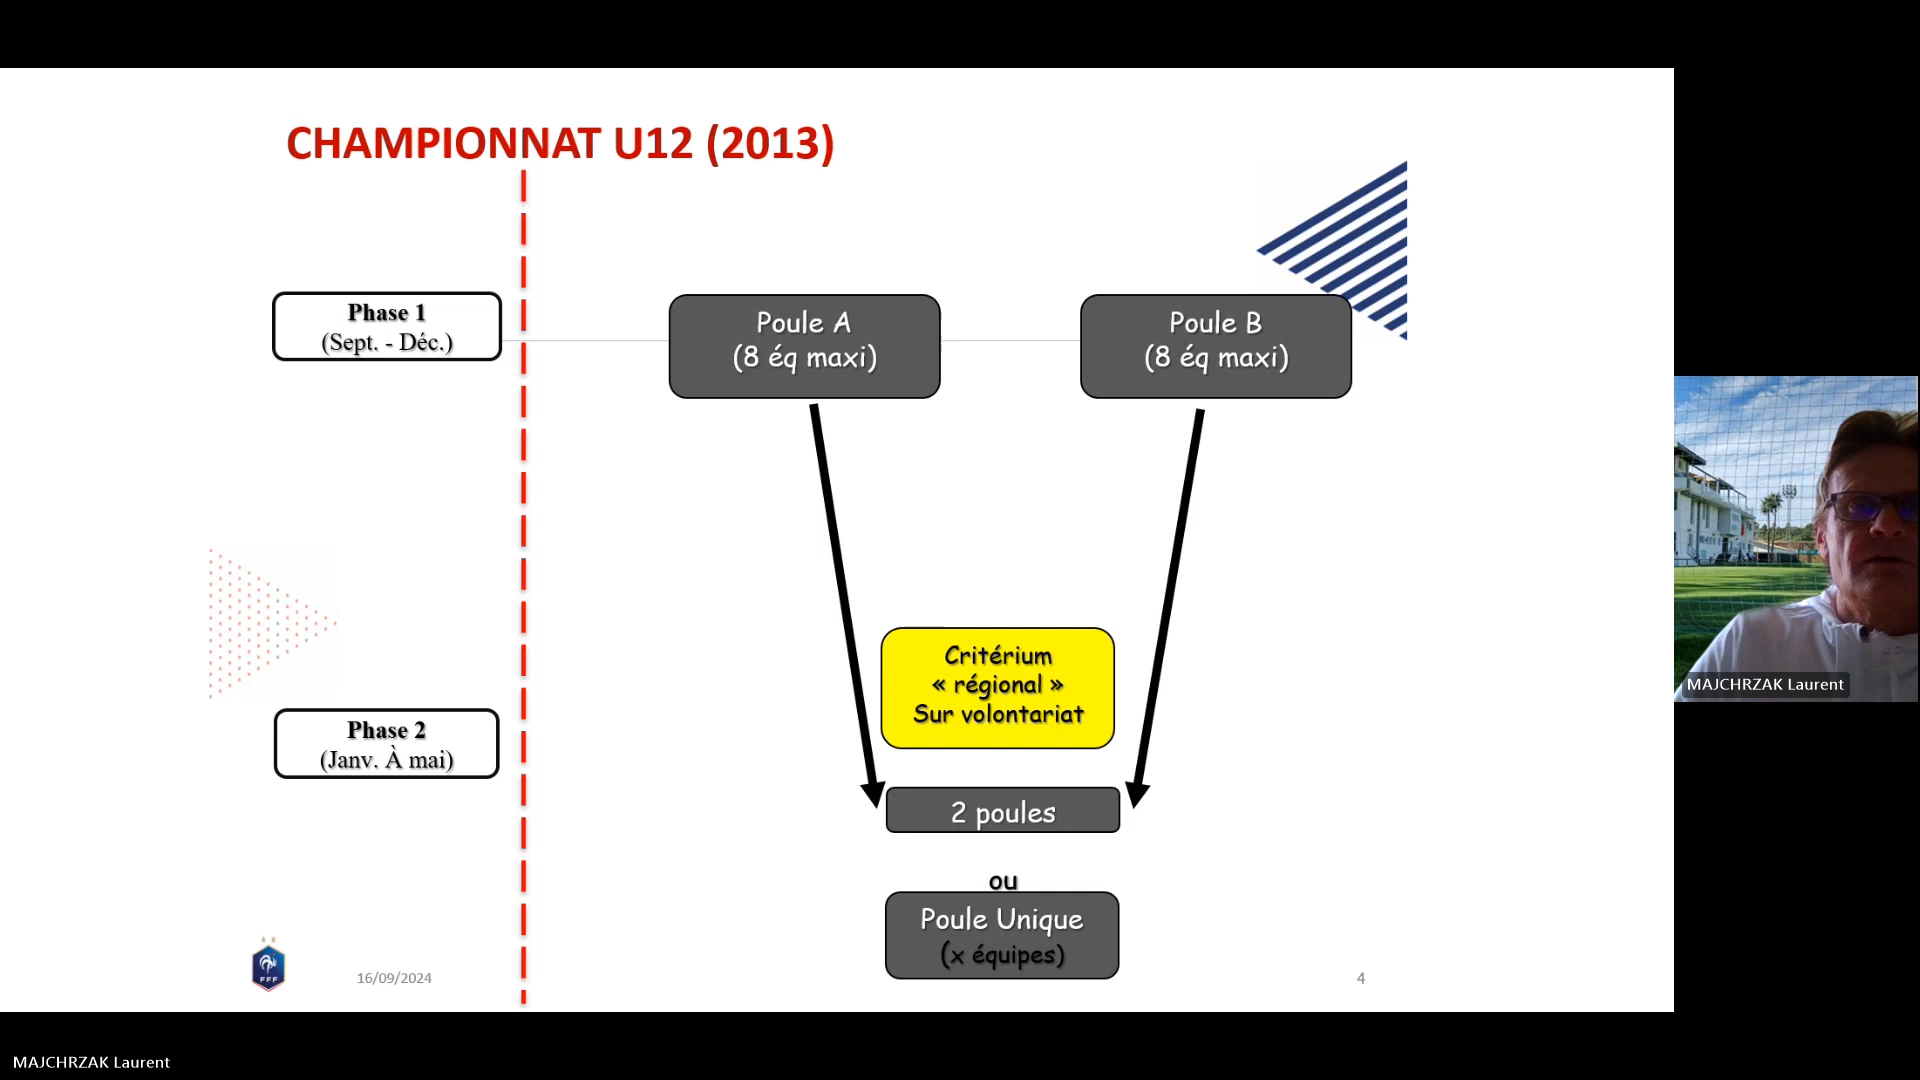 CHAMPIONNAT U12 (2013)
Phase 1
(Sept. - Déc.)
Poule A
(8 éq maxi)
Poule B
(8 éq maxi)
Critérium
« régional »
Sur volontariat
Phase 2
(Janv. À mai)
2 poules
ou
Poule Unique
(x équipes)
FFF
16/09/2024
4
MAJCHRZAK Laurent
MAJCHRZAK Laurent